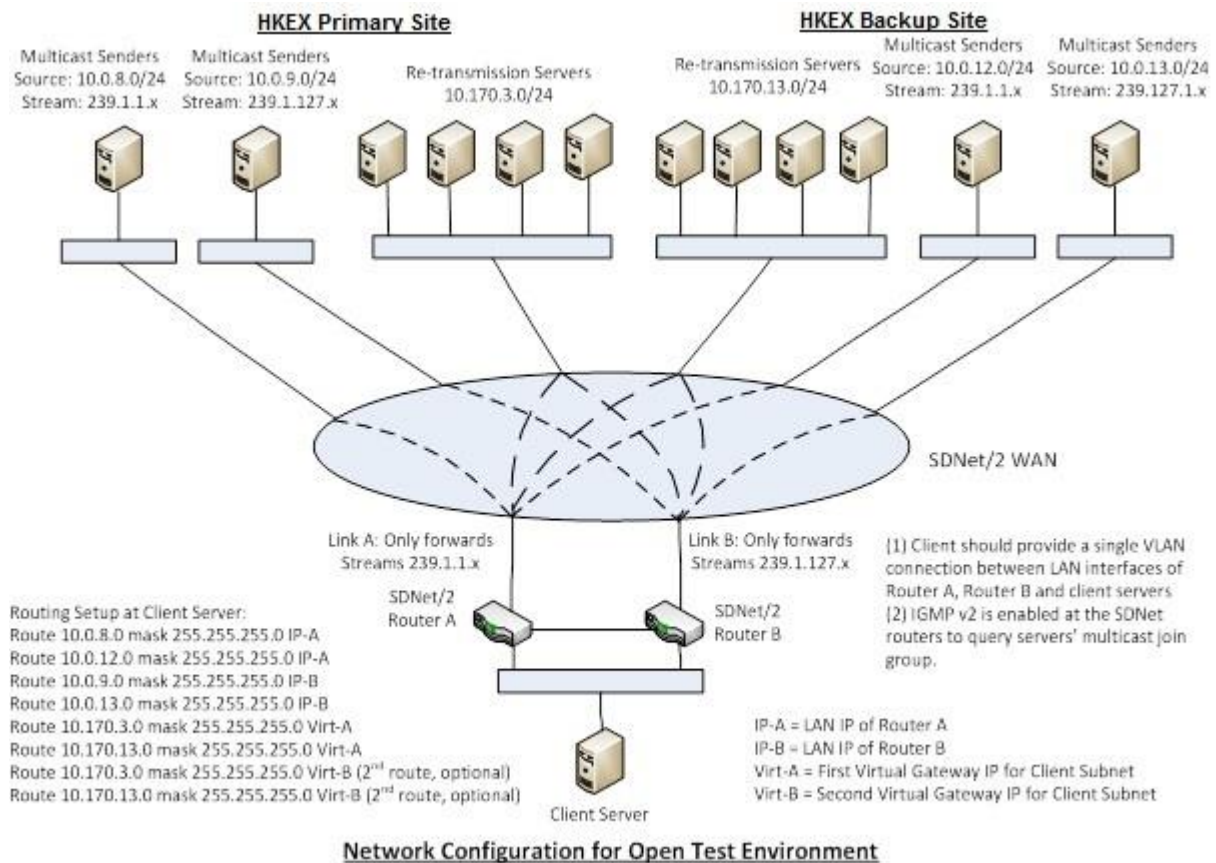 HKEX Primary Site
HKEX Backup Site
Multicast Senders
Source: 10.0.8.0/24
Stream: 239.1.1.x
Multicast Senders
Source: 10.0.9.0/24
Stream: 239.1.127.x
Re-transmission Servers
10.170.3.0/24
Re-transmission Servers
10.170.13.0/24
Multicast Senders
Source: 10.0.12.0/24
Stream: 239.1.1.x
Multicast Senders
Source: 10.0.13.0/24
Stream: 239.127.1.x
SDNet/2 WAN
Link A: Only forwards
Streams 239.1.1.x
Link B: Only forwards
Streams 239.1.127.x
SDNet/2
Router A
SDNet/2
Router B
(1) Client should provide a single VLAN
connection between LAN interfaces of
Router A, Router B and client servers
(2) IGMP v2 is enabled at the SDNet
routers to query servers' multicast join
group.
Routing Setup at Client Server:
Route 10.0.8.0 mask 255.255.255.0 IP-A
Route 10.0.12.0 mask 255.255.255.0 IP-A
Route 10.0.9.0 mask 255.255.255.0 IP-B
Route 10.0.13.0 mask 255.255.255.0 IP-B
Route 10.170.3.0 mask 255.255.255.0 Virt-A
Route 10.170.13.0 mask 255.255.255.0 Virt-A
Route 10.170.3.0 mask 255.255.255.0 Virt-B (2nd route, optional)
Route 10.170.13.0 mask 255.255.255.0 Virt-B (2nd route, optional)
Client Server
IP-A = LAN IP of Router A
IP-B = LAN IP of Router B
Virt-A = First Virtual Gateway IP for Client Subnet
Virt-B = Second Virtual Gateway IP for Client Subnet
Network Configuration for Open Test Environment